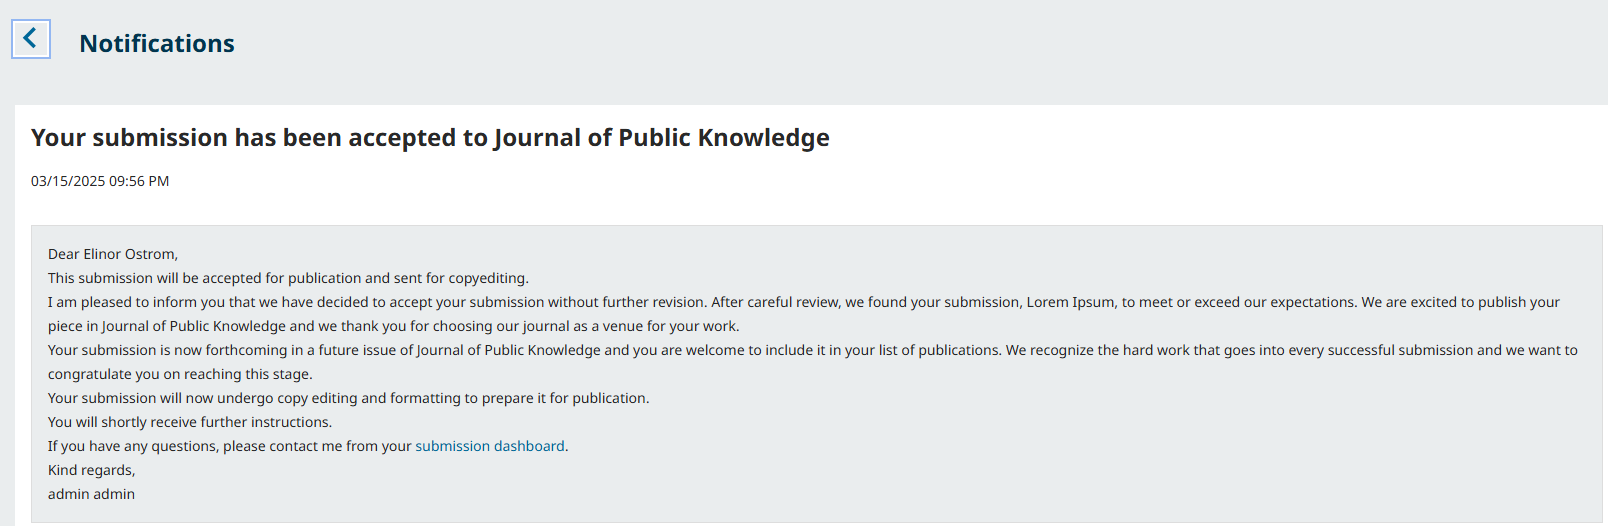 Notifications
Your submission has been accepted to Journal of Public Knowledge
03/15/2025 09:56 PM
Dear Elinor Ostrom,
This submission will be accepted for publication and sent for copyediting.
I am pleased to inform you that we have decided to accept your submission without further revision. After careful review, we found your submission, Lorem Ipsum, to meet or exceed our expectations. We are excited to publish your
piece in Journal of Public Knowledge and we thank you for choosing our journal as a venue for your work.
Your submission is now forthcoming in a future issue of Journal of Public Knowledge and you are welcome to include it in your list of publications. We recognize the hard work that goes into every successful submission and we want to
congratulate you on reaching this stage.
Your submission will now undergo copy editing and formatting to prepare it for publication.
You will shortly receive further instructions.
If you have any questions, please contact me from your submission dashboard.
Kind regards,
admin admin